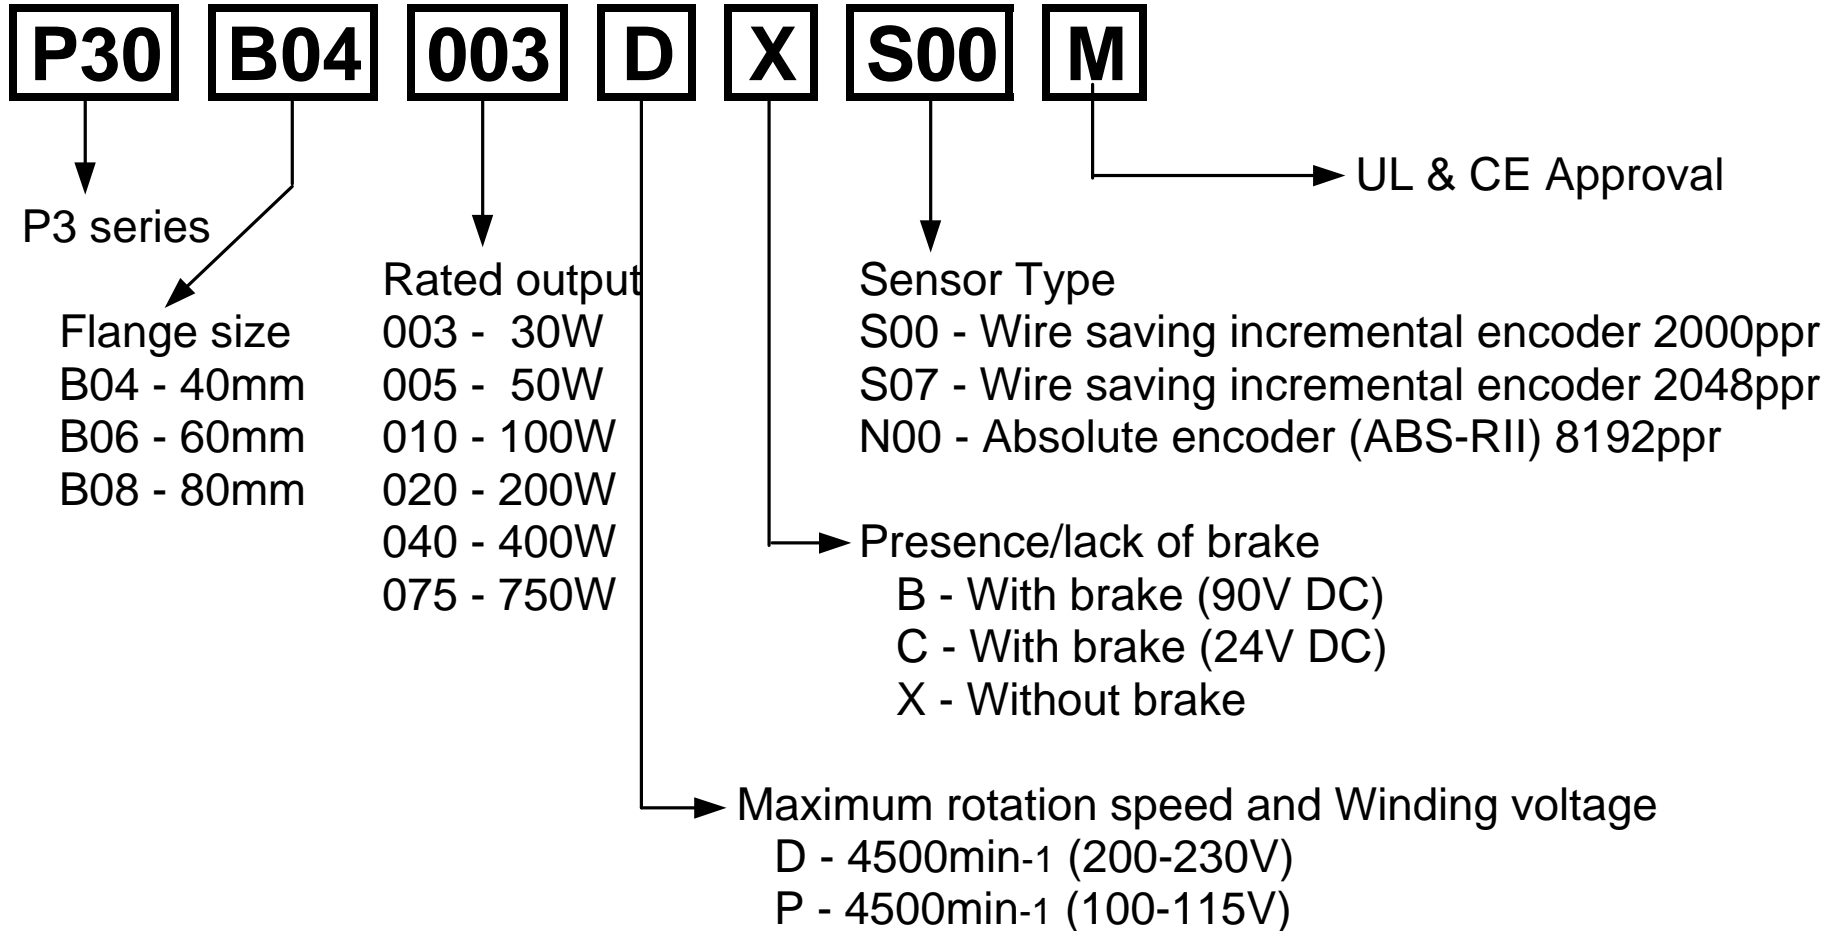 P30 B04 003 D X S00 M
UL & CE Approval
P3 series
Flange size
B04 - 40mm
B06 - 60mm
B08 - 80mm
Rated output
003 - 30W
005 - 50W
010 - 100W
020 - 200W
040 - 400W
075 - 750W
Sensor Type
S00 - Wire saving incremental encoder 2000ppr
S07 - Wire saving incremental encoder 2048ppr
N00 - Absolute encoder (ABS-RII) 8192ppr
Presence/lack of brake
B - With brake (90V DC)
C - With brake (24V DC)
X - Without brake
Maximum rotation speed and Winding voltage
D - 4500min-1 (200-230V)
P - 4500min-1 (100-115V)